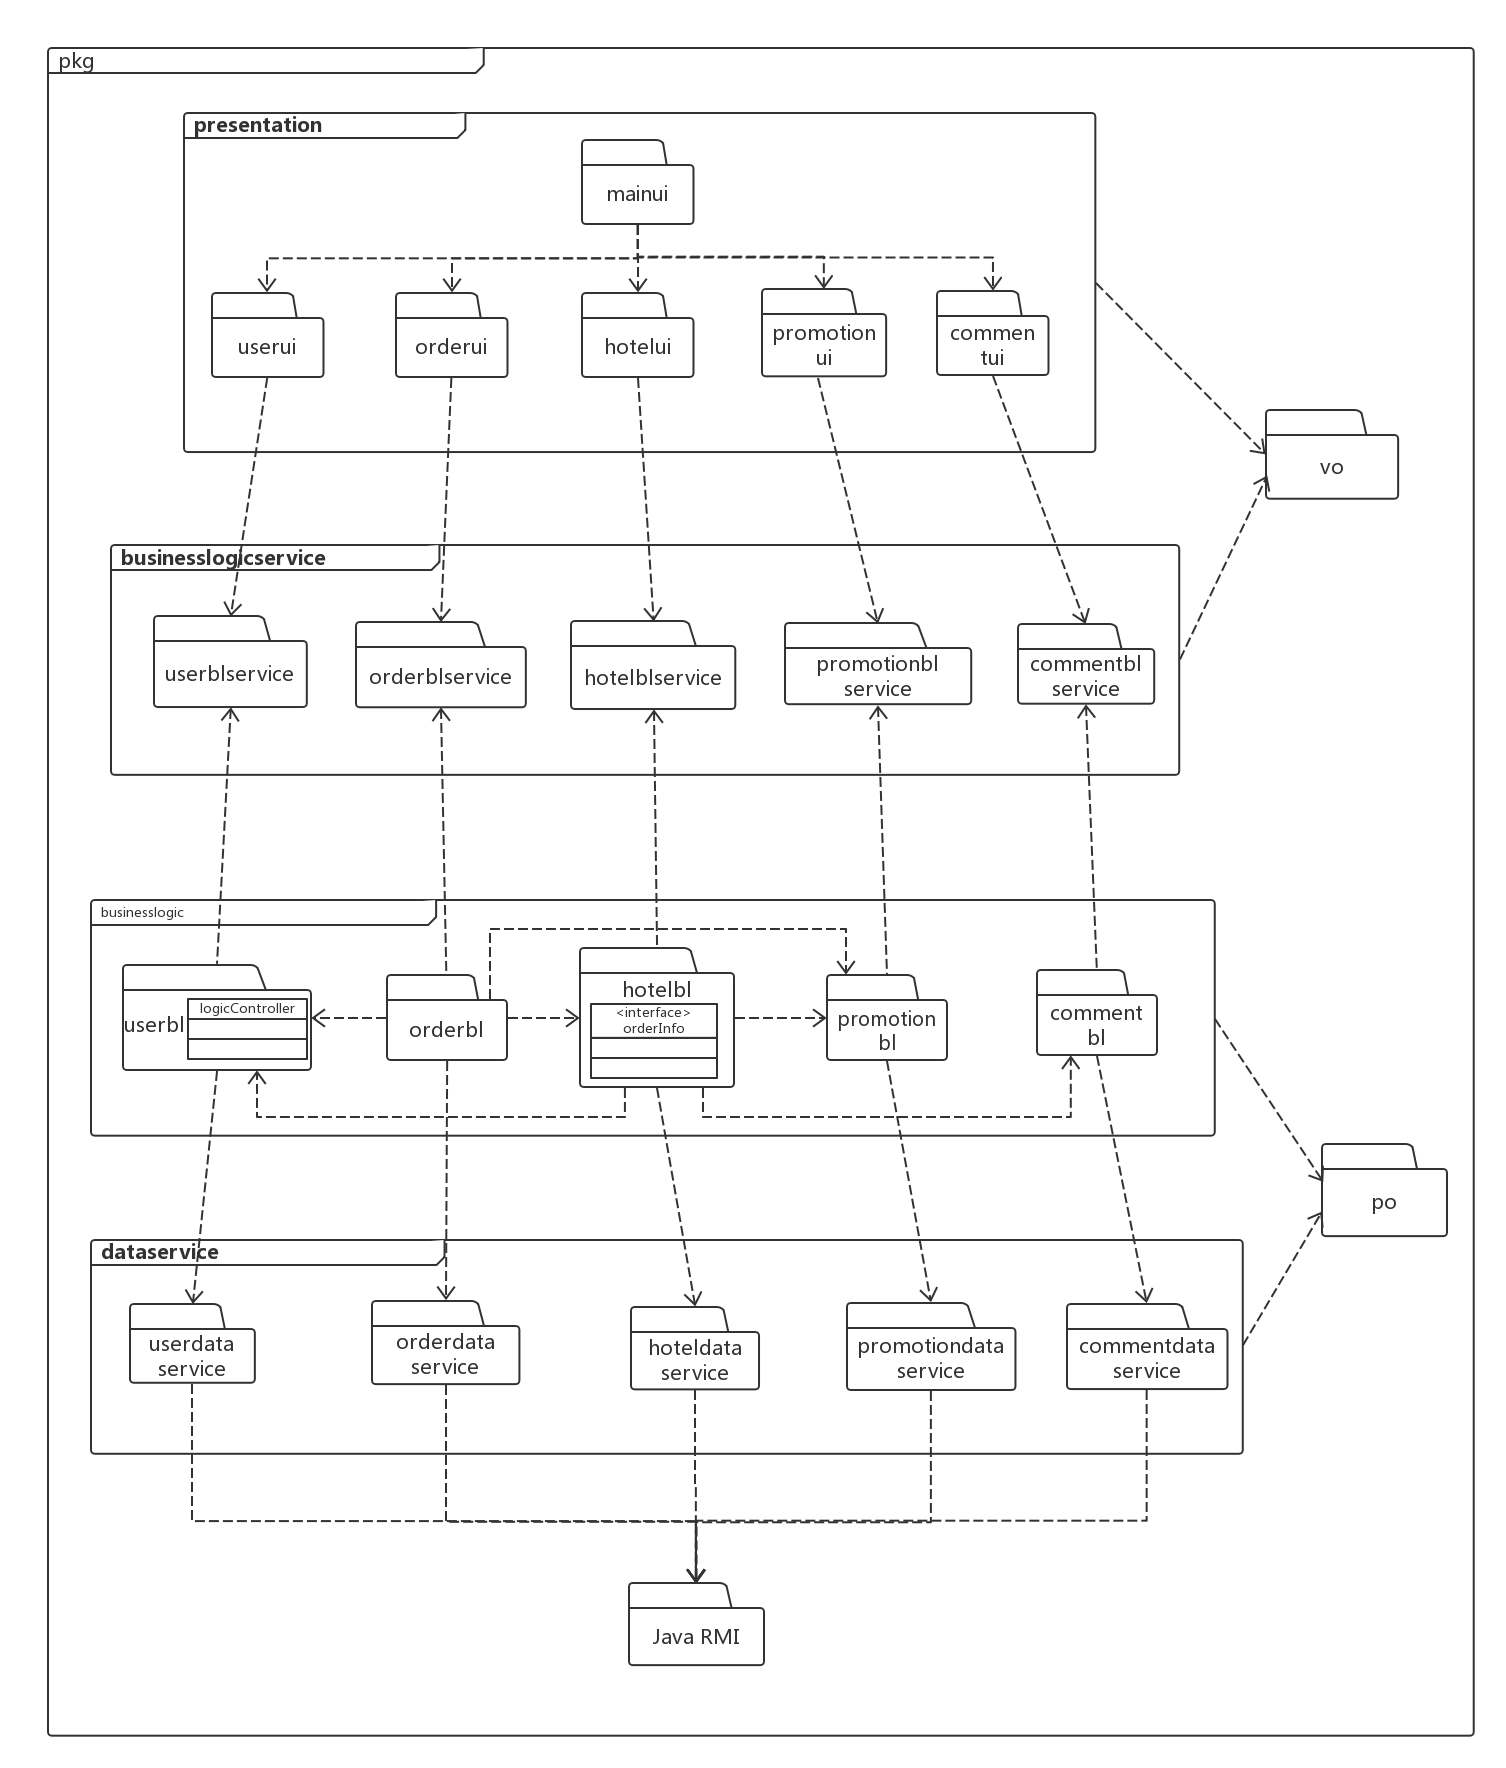 pkg
presentation
mainui
userui
orderui
hotelui
promotion
ui
commen
tui
vo
businesslogicservice
userblservice
orderblservice
hotelblservice
promotionbl
service
commentbl
service
businesslogic
userbl
logicController
orderbl
hotelbl
<interface>
orderInfo
promotion
bl
comment
bl
po
dataservice
userdata
service
orderdata
service
hoteldata
service
promotiondata
service
commentdata
service
Java RMI